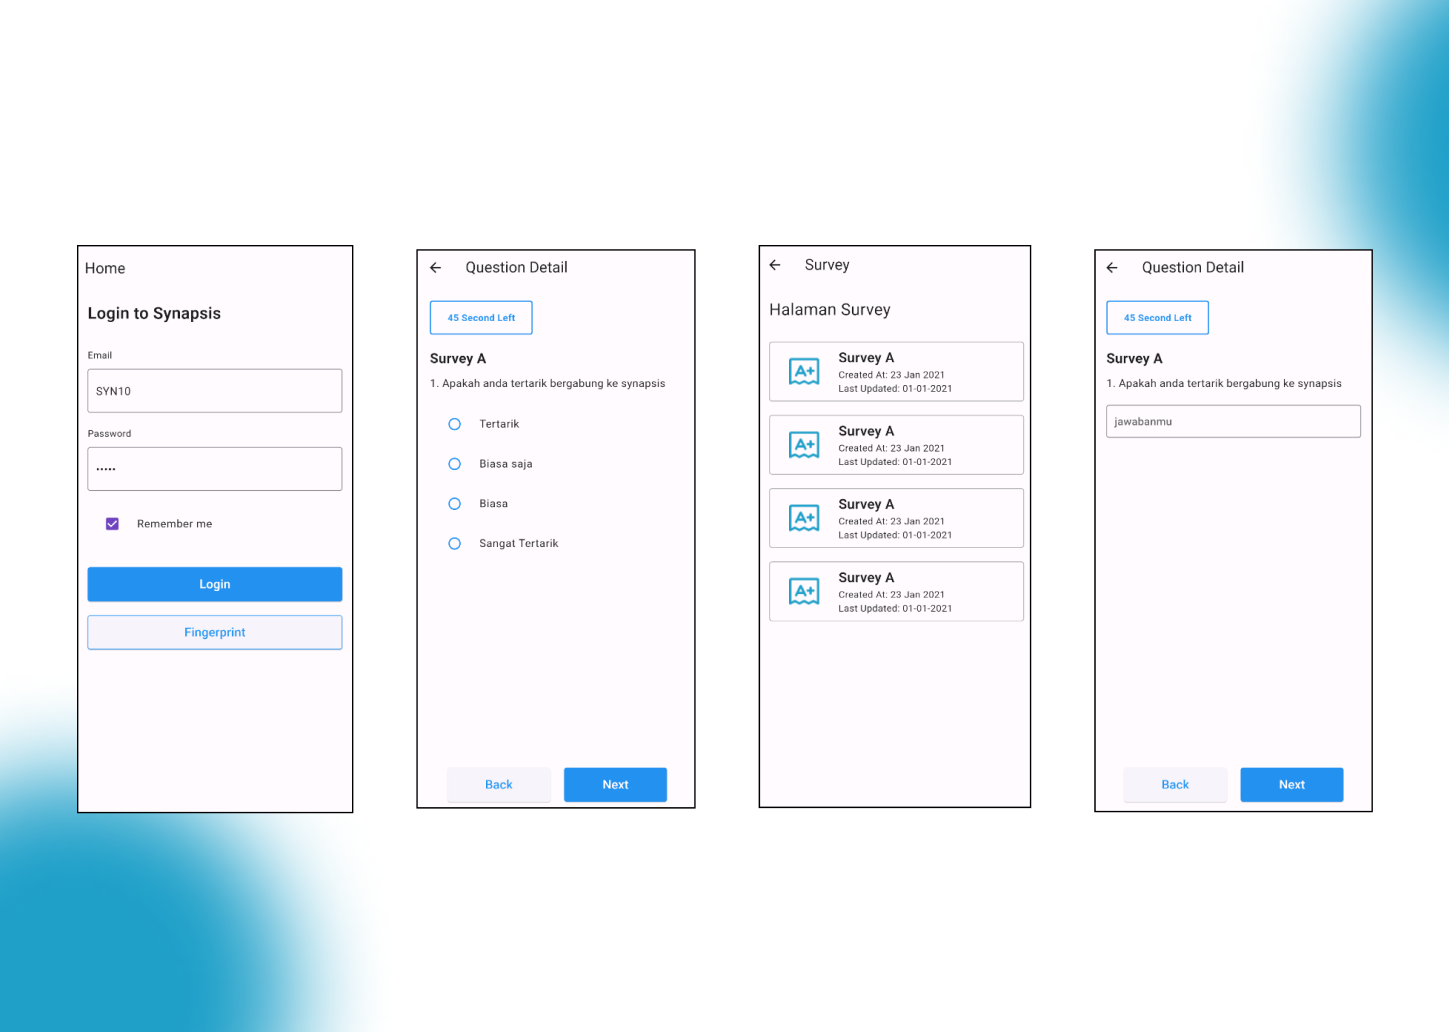 Home
Login to Synapsis
Email
SYN10
Password
•••••
Remember me
Login
Fingerprint
Question Detail
45 Second Left
Survey A
1. Apakah anda tertarik bergabung ke synapsis
Tertarik
Biasa saja
Biasa
Sangat Tertarik
Back
Next
Survey
Halaman Survey
A+
Survey A
Created At: 23 Jan 2021
Last Updated: 01-01-2021
A+
Survey A
Created At: 23 Jan 2021
Last Updated: 01-01-2021
A+
Survey A
Created At: 23 Jan 2021
Last Updated: 01-01-2021
A+
Survey A
Created At: 23 Jan 2021
Last Updated: 01-01-2021
Question Detail
45 Second Left
Survey A
1. Apakah anda tertarik bergabung ke synapsis
jawabanmu
Back
Next